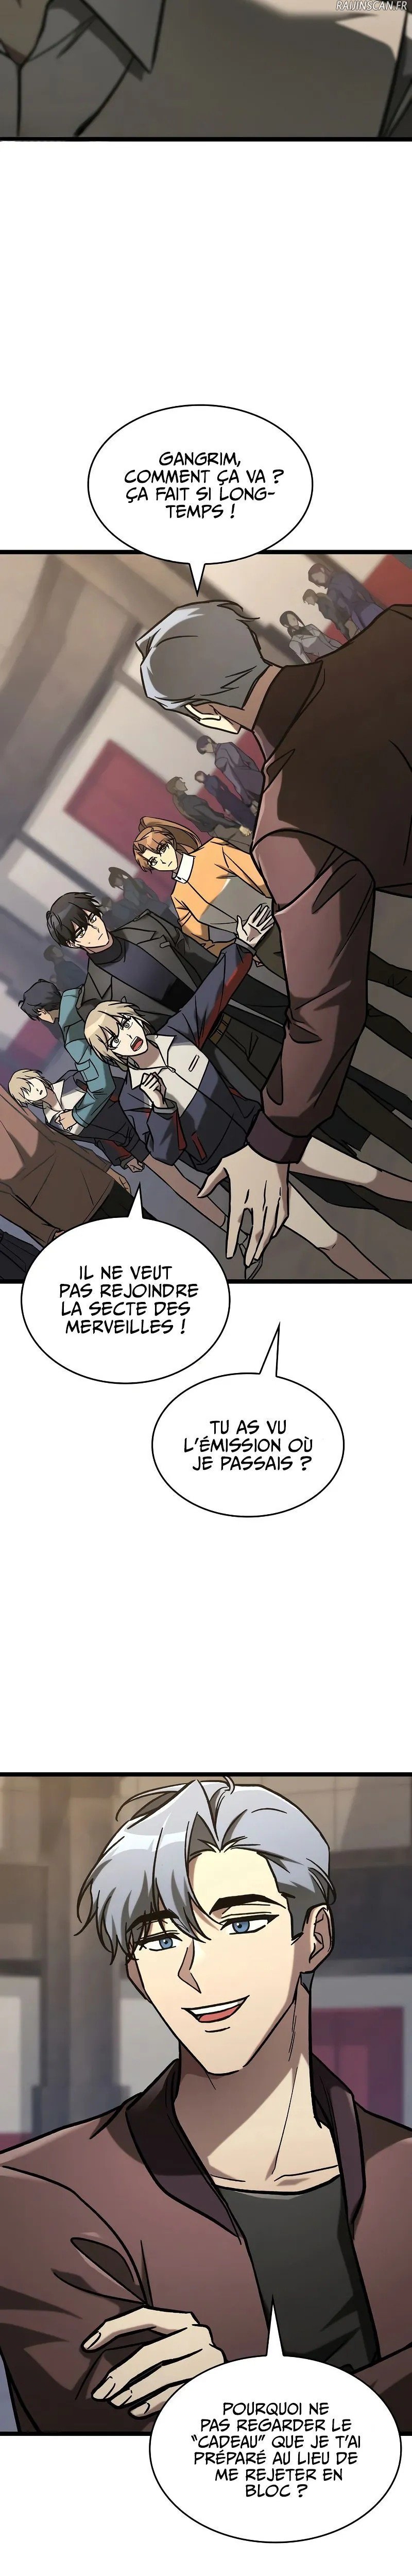 RAIJINSCAN.FR
GANGRIM,
COMMENT ÇA VA ?
ÇA FAIT SI LONG-
TEMPS !
IL NE VEUT
PAS REJOINDRE
LA SECTE DES
MERVEILLES !
TU AS VU
L'ÉMISSION OÙ
JE PASSAIS ?
POURQUOI NE
PAS REGARDER LE
"CADEAU" QUE JE T'AI
PRÉPARÉ AU LIEU DE
ME REJETER EN
BLOC ?